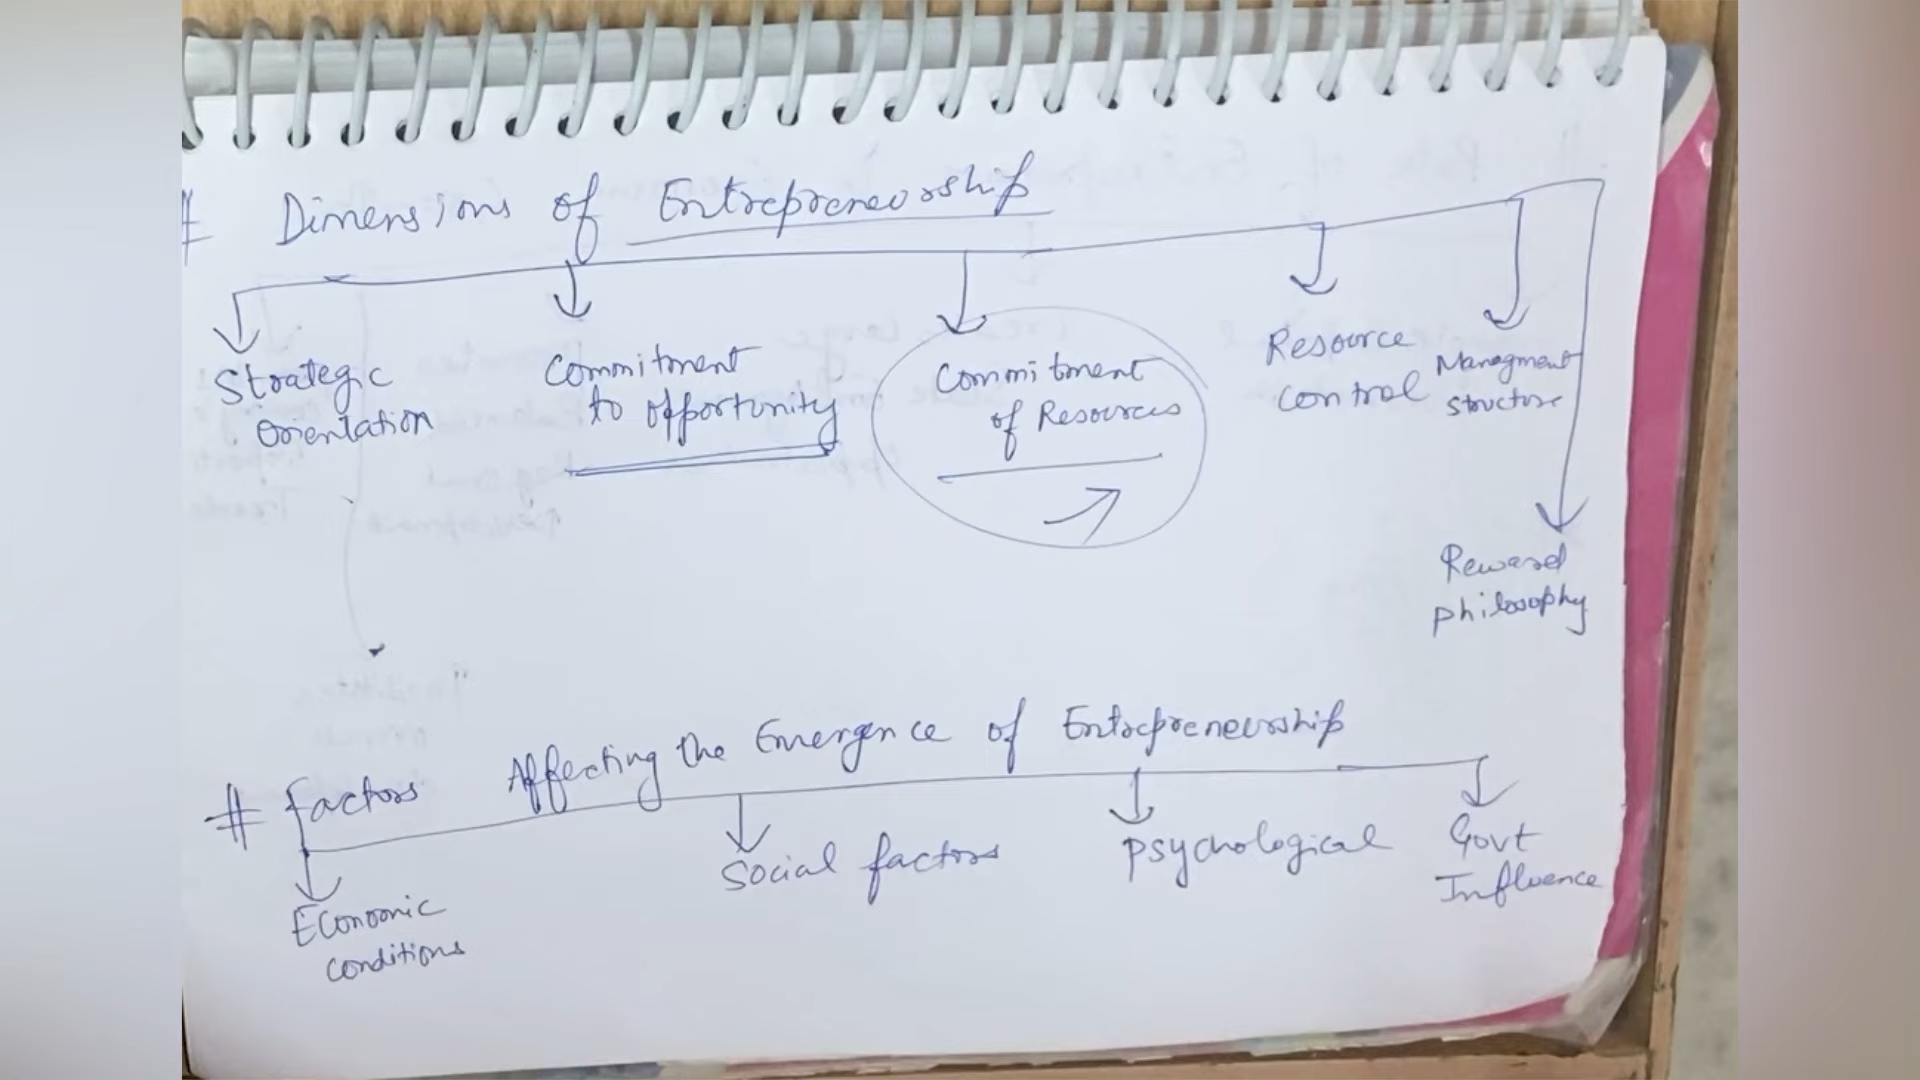 # Dimensions of Entrepreneurship
Strategic
orientation
Commitment
to opportunity
Commitment
of Resources
Resource
control
Managment
structure
Reward
philosophy
# factors Affecting the Emergence of Entrepreneurship
Economic
conditions
Social factors
Psychological
Govt
Influence